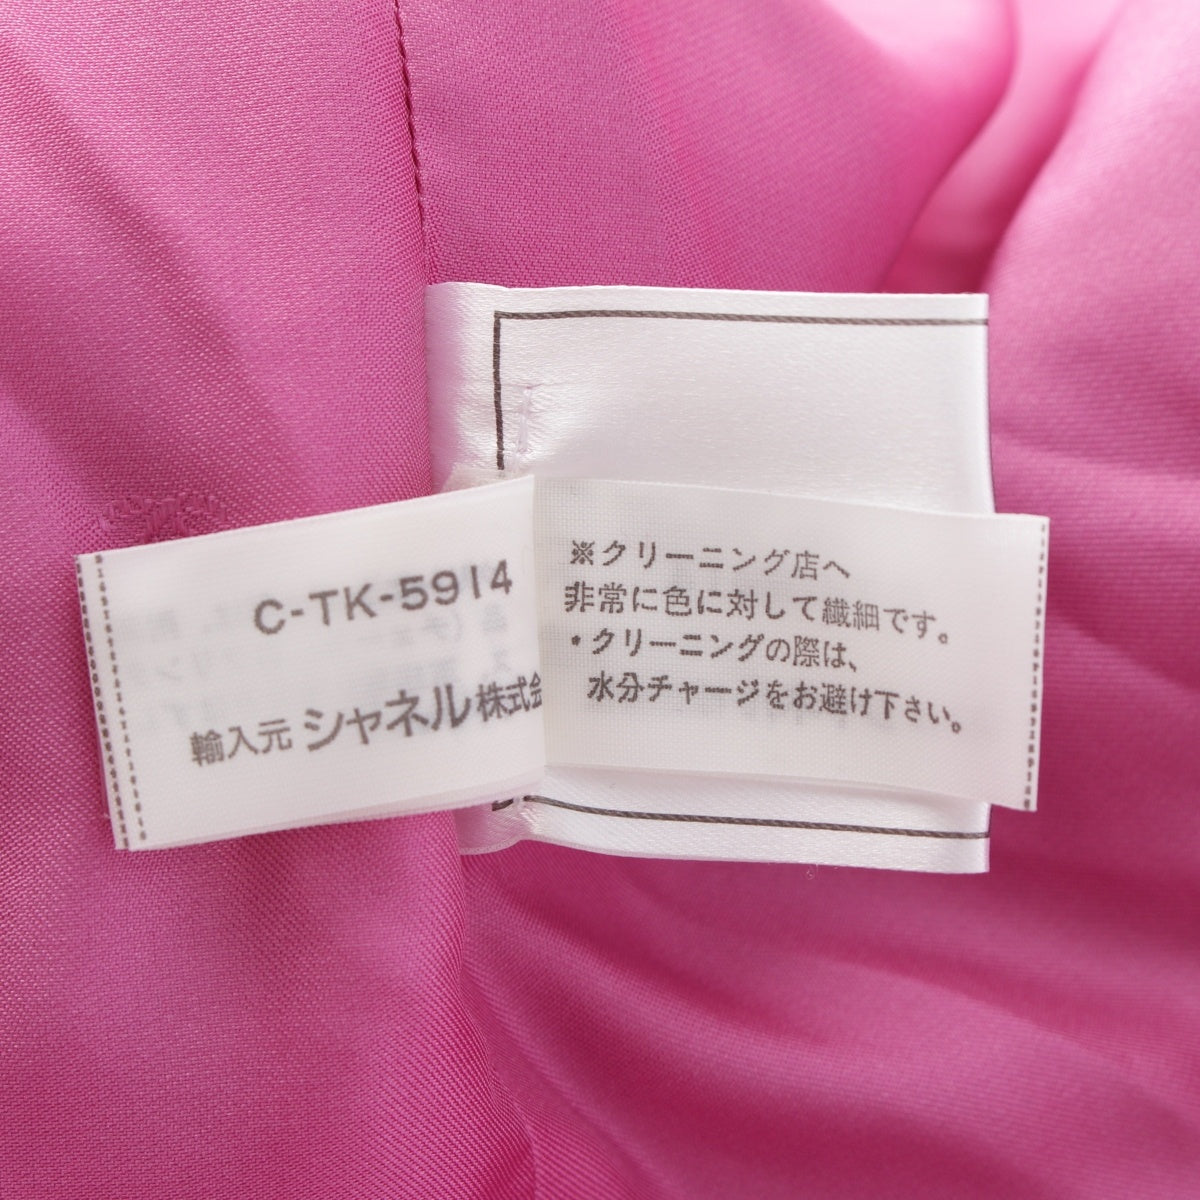 C-TK-5914
輸入元 シャネル株式会
※クリーニング店へ
非常に色に対して繊細です。
・クリーニングの際は、
水分チャージをお避け下さい。